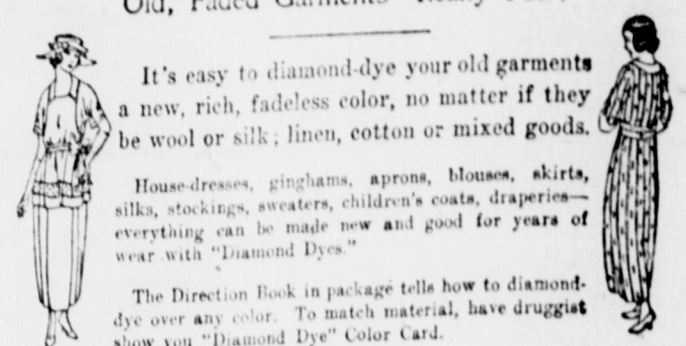 Old, Faded Garments
It's easy to diamond-dye your old garments
a new, rich, fadeless color, no matter if they
be wool or silk; linen, cotton or mixed goods.
House-dresses, ginghams, aprons, blouses, skirts,
silks, stockings, sweaters, children's coats, draperies—
everything can be made new and good for years of
wear with "Diamond Dyes."
The Direction Book in package tells how to diamond-
dye over any color. To match material, have druggist
show you "Diamond Dye" Color Card.